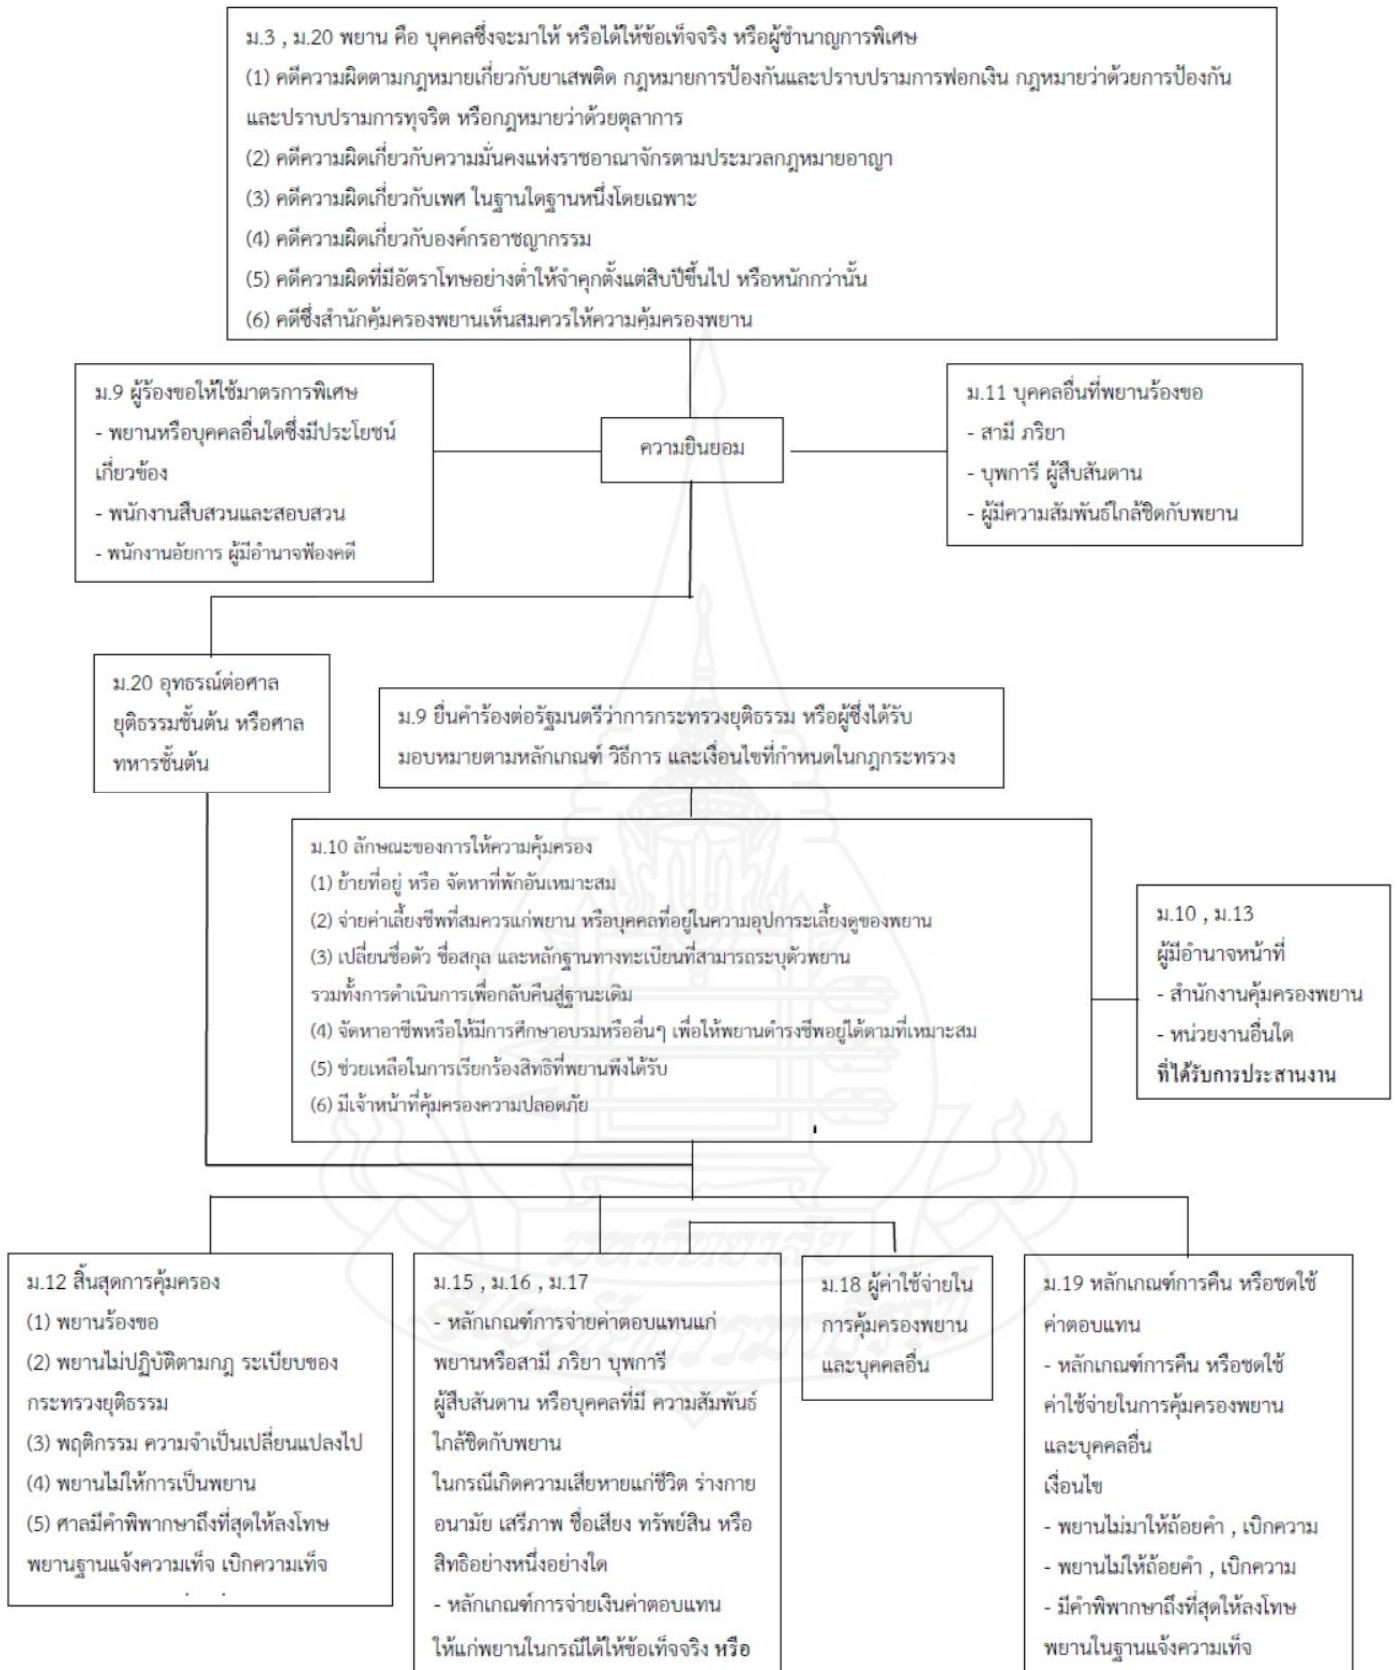 ม.3 , ม.20 พยาน คือ บุคคลซึ่งจะมาให้ หรือได้ให้ข้อเท็จจริง หรือผู้ชำนาญการพิเศษ
(1) คดีความผิดตามกฎหมายเกี่ยวกับยาเสพติด กฎหมายการป้องกันและปราบปรามการฟอกเงิน กฎหมายว่าด้วยการป้องกัน
และปราบปรามการทุจริต หรือกฎหมายว่าด้วยตุลาการ
(2) คดีความผิดเกี่ยวกับความมั่นคงแห่งราชอาณาจักรตามประมวลกฎหมายอาญา
(3) คดีความผิดเกี่ยวกับเพศ ในฐานใดฐานหนึ่งโดยเฉพาะ
(4) คดีความผิดเกี่ยวกับองค์กรอาชญากรรม
(5) คดีความผิดที่มีอัตราโทษอย่างต่ำให้จำคุกตั้งแต่สิบปีขึ้นไป หรือหนักกว่านั้น
(6) คดีซึ่งสำนักคุ้มครองพยานเห็นสมควรให้ความคุ้มครองพยาน
ม.9 ผู้ร้องขอให้ใช้มาตรการพิเศษ
- พยานหรือบุคคลอื่นใดซึ่งมีประโยชน์
เกี่ยวข้อง
- พนักงานสืบสวนและสอบสวน
- พนักงานอัยการ ผู้มีอำนาจฟ้องคดี
ความยินยอม
ม.11 บุคคลอื่นที่พยานร้องขอ
- สามี ภริยา
- บุพการี ผู้สืบสันดาน
- ผู้มีความสัมพันธ์ใกล้ชิดกับพยาน
ม.20 อุทธรณ์ต่อศาล
ยุติธรรมชั้นต้น หรือศาล
ทหารชั้นต้น
ม.9 ยื่นคำร้องต่อรัฐมนตรีว่าการกระทรวงยุติธรรม หรือผู้ซึ่งได้รับ
มอบหมายตามหลักเกณฑ์ วิธีการ และเงื่อนไขที่กำหนดในกฎกระทรวง
ม.10 ลักษณะของการให้ความคุ้มครอง
(1) ย้ายที่อยู่ หรือ จัดหาที่พักอันเหมาะสม
(2) จ่ายค่าเลี้ยงชีพที่สมควรแก่พยาน หรือบุคคลที่อยู่ในความอุปการะเลี้ยงดูของพยาน
(3) เปลี่ยนชื่อตัว ชื่อสกุล และหลักฐานทางทะเบียนที่สามารถระบุตัวพยาน
รวมทั้งการดำเนินการเพื่อกลับคืนสู่ฐานะเดิม
(4) จัดหาอาชีพหรือให้มีการศึกษาอบรมหรืออื่นๆ เพื่อให้พยานดำรงชีพอยู่ได้ตามที่เหมาะสม
(5) ช่วยเหลือในการเรียกร้องสิทธิที่พยานพึงได้รับ
(6) มีเจ้าหน้าที่คุ้มครองความปลอดภัย
ม.10 , ม.13
ผู้มีอำนาจหน้าที่
- สำนักงานคุ้มครองพยาน
- หน่วยงานอื่นใด
ที่ได้รับการประสานงาน
ม.12 สิ้นสุดการคุ้มครอง
(1) พยานร้องขอ
(2) พยานไม่ปฏิบัติตามกฎ ระเบียบของ
กระทรวงยุติธรรม
(3) พฤติกรรม ความจำเป็นเปลี่ยนแปลงไป
(4) พยานไม่ให้การเป็นพยาน
(5) ศาลมีคำพิพากษาถึงที่สุดให้ลงโทษ
พยานฐานแจ้งความเท็จ เบิกความเท็จ
ม.15 , ม.16 , ม.17
- หลักเกณฑ์การจ่ายค่าตอบแทนแก่
พยานหรือสามี ภริยา บุพการี
ผู้สืบสันดาน หรือบุคคลที่มี ความสัมพันธ์
ใกล้ชิดกับพยาน
ในกรณีเกิดความเสียหายแก่ชีวิต ร่างกาย
อนามัย เสรีภาพ ชื่อเสียง ทรัพย์สิน หรือ
สิทธิอย่างหนึ่งอย่างใด
- หลักเกณฑ์การจ่ายเงินค่าตอบแทน
ให้แก่พยานในกรณีได้ให้ข้อเท็จจริง หรือ
ม.18 ผู้ค่าใช้จ่ายใน
การคุ้มครองพยาน
และบุคคลอื่น
ม.19 หลักเกณฑ์การคืน หรือชดใช้
ค่าตอบแทน
- หลักเกณฑ์การคืน หรือชดใช้
ค่าใช้จ่ายในการคุ้มครองพยาน
และบุคคลอื่น
เงื่อนไข
- พยานไม่มาให้ถ้อยคำ , เบิกความ
- พยานไม่ให้ถ้อยคำ , เบิกความ
- มีคำพิพากษาถึงที่สุดให้ลงโทษ
พยานในฐานแจ้งความเท็จ
มหาวิทยาลัย
สุโขทัยธรรมาธิราช